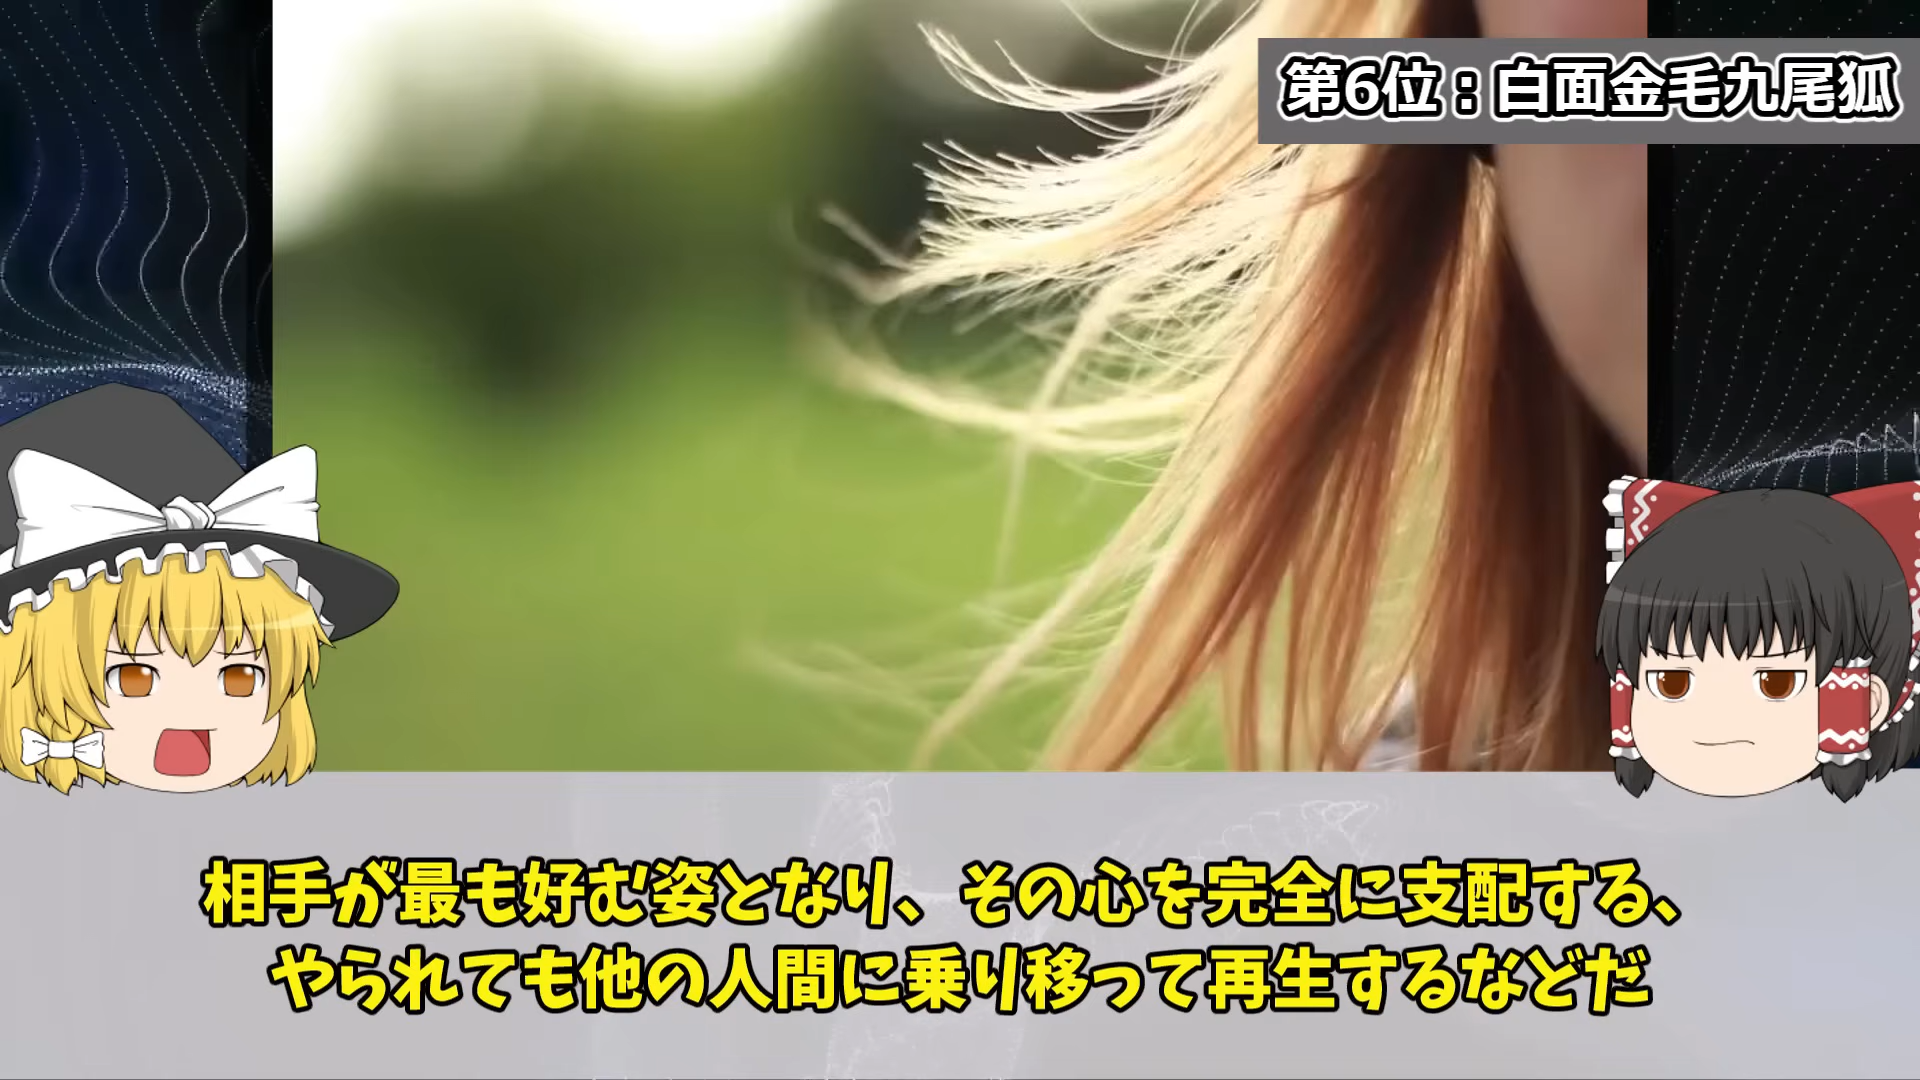 第6位：白面金毛九尾狐
相手が最も好む姿となり、その心を完全に支配する、
やられても他の人間に乗り移って再生するなどだ